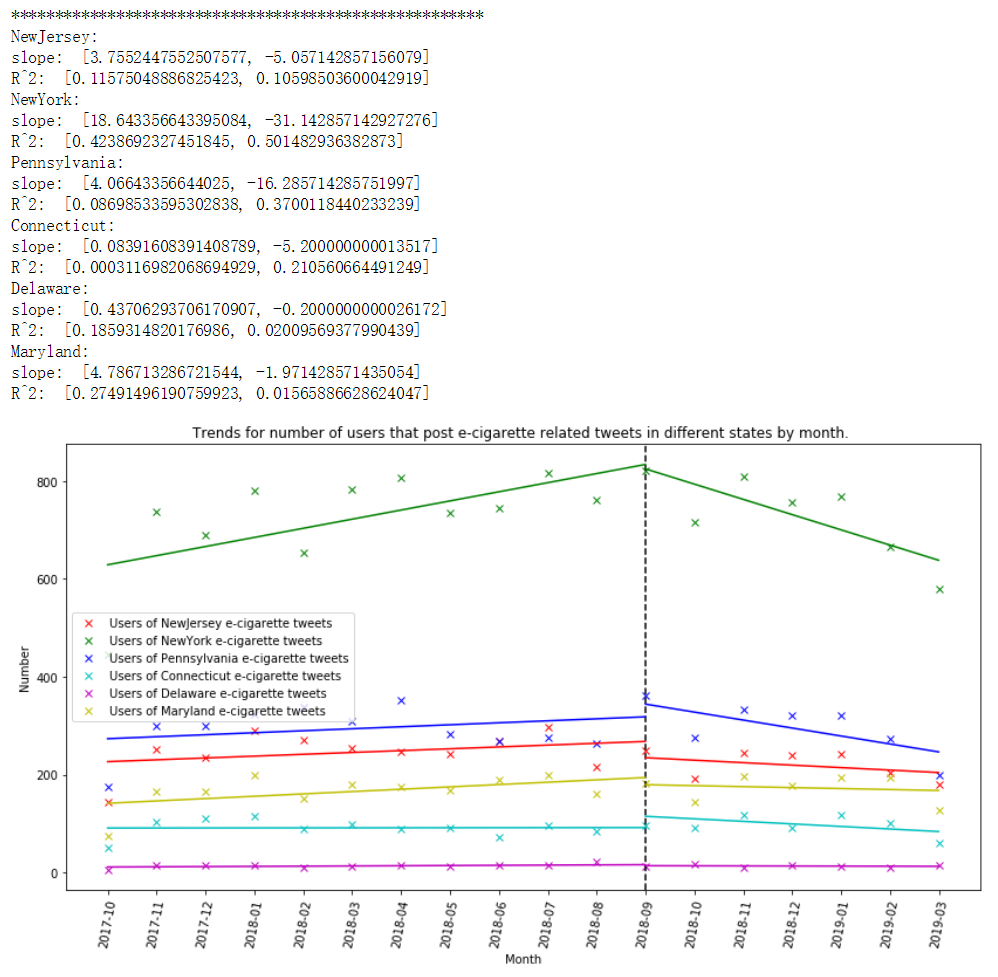 ******************************************************
NewJersey:
slope:  [3.7552447552507577, -5.057142857156079]
R^2:  [0.11575048886825423, 0.10598503600042919]
NewYork:
slope:  [18.643356643395084, -31.142857142927276]
R^2:  [0.4238692327451845, 0.501482936382873]
Pennsylvania:
slope:  [4.06643356644025, -16.285714285751997]
R^2:  [0.08698533595302838, 0.3700118440233239]
Connecticut:
slope:  [0.08391608391408789, -5.200000000013517]
R^2:  [0.0003116982068694929, 0.210560664491249]
Delaware:
slope:  [0.43706293706170907, -0.2000000000026172]
R^2:  [0.1859314820176986, 0.02009569377990439]
Maryland:
slope:  [4.786713286721544, -1.971428571435054]
R^2:  [0.27491496190759923, 0.01565886628624047]
Trends for number of users that post e-cigarette related tweets in different states by month.
800
600
400
200
0
Number
Users of NewJersey e-cigarette tweets
Users of NewYork e-cigarette tweets
Users of Pennsylvania e-cigarette tweets
Users of Connecticut e-cigarette tweets
Users of Delaware e-cigarette tweets
Users of Maryland e-cigarette tweets
2017-10
2017-11
2017-12
2018-01
2018-02
2018-03
2018-04
2018-05
2018-06
2018-07
2018-08
2018-09
2018-10
2018-11
2018-12
2019-01
2019-02
2019-03
Month